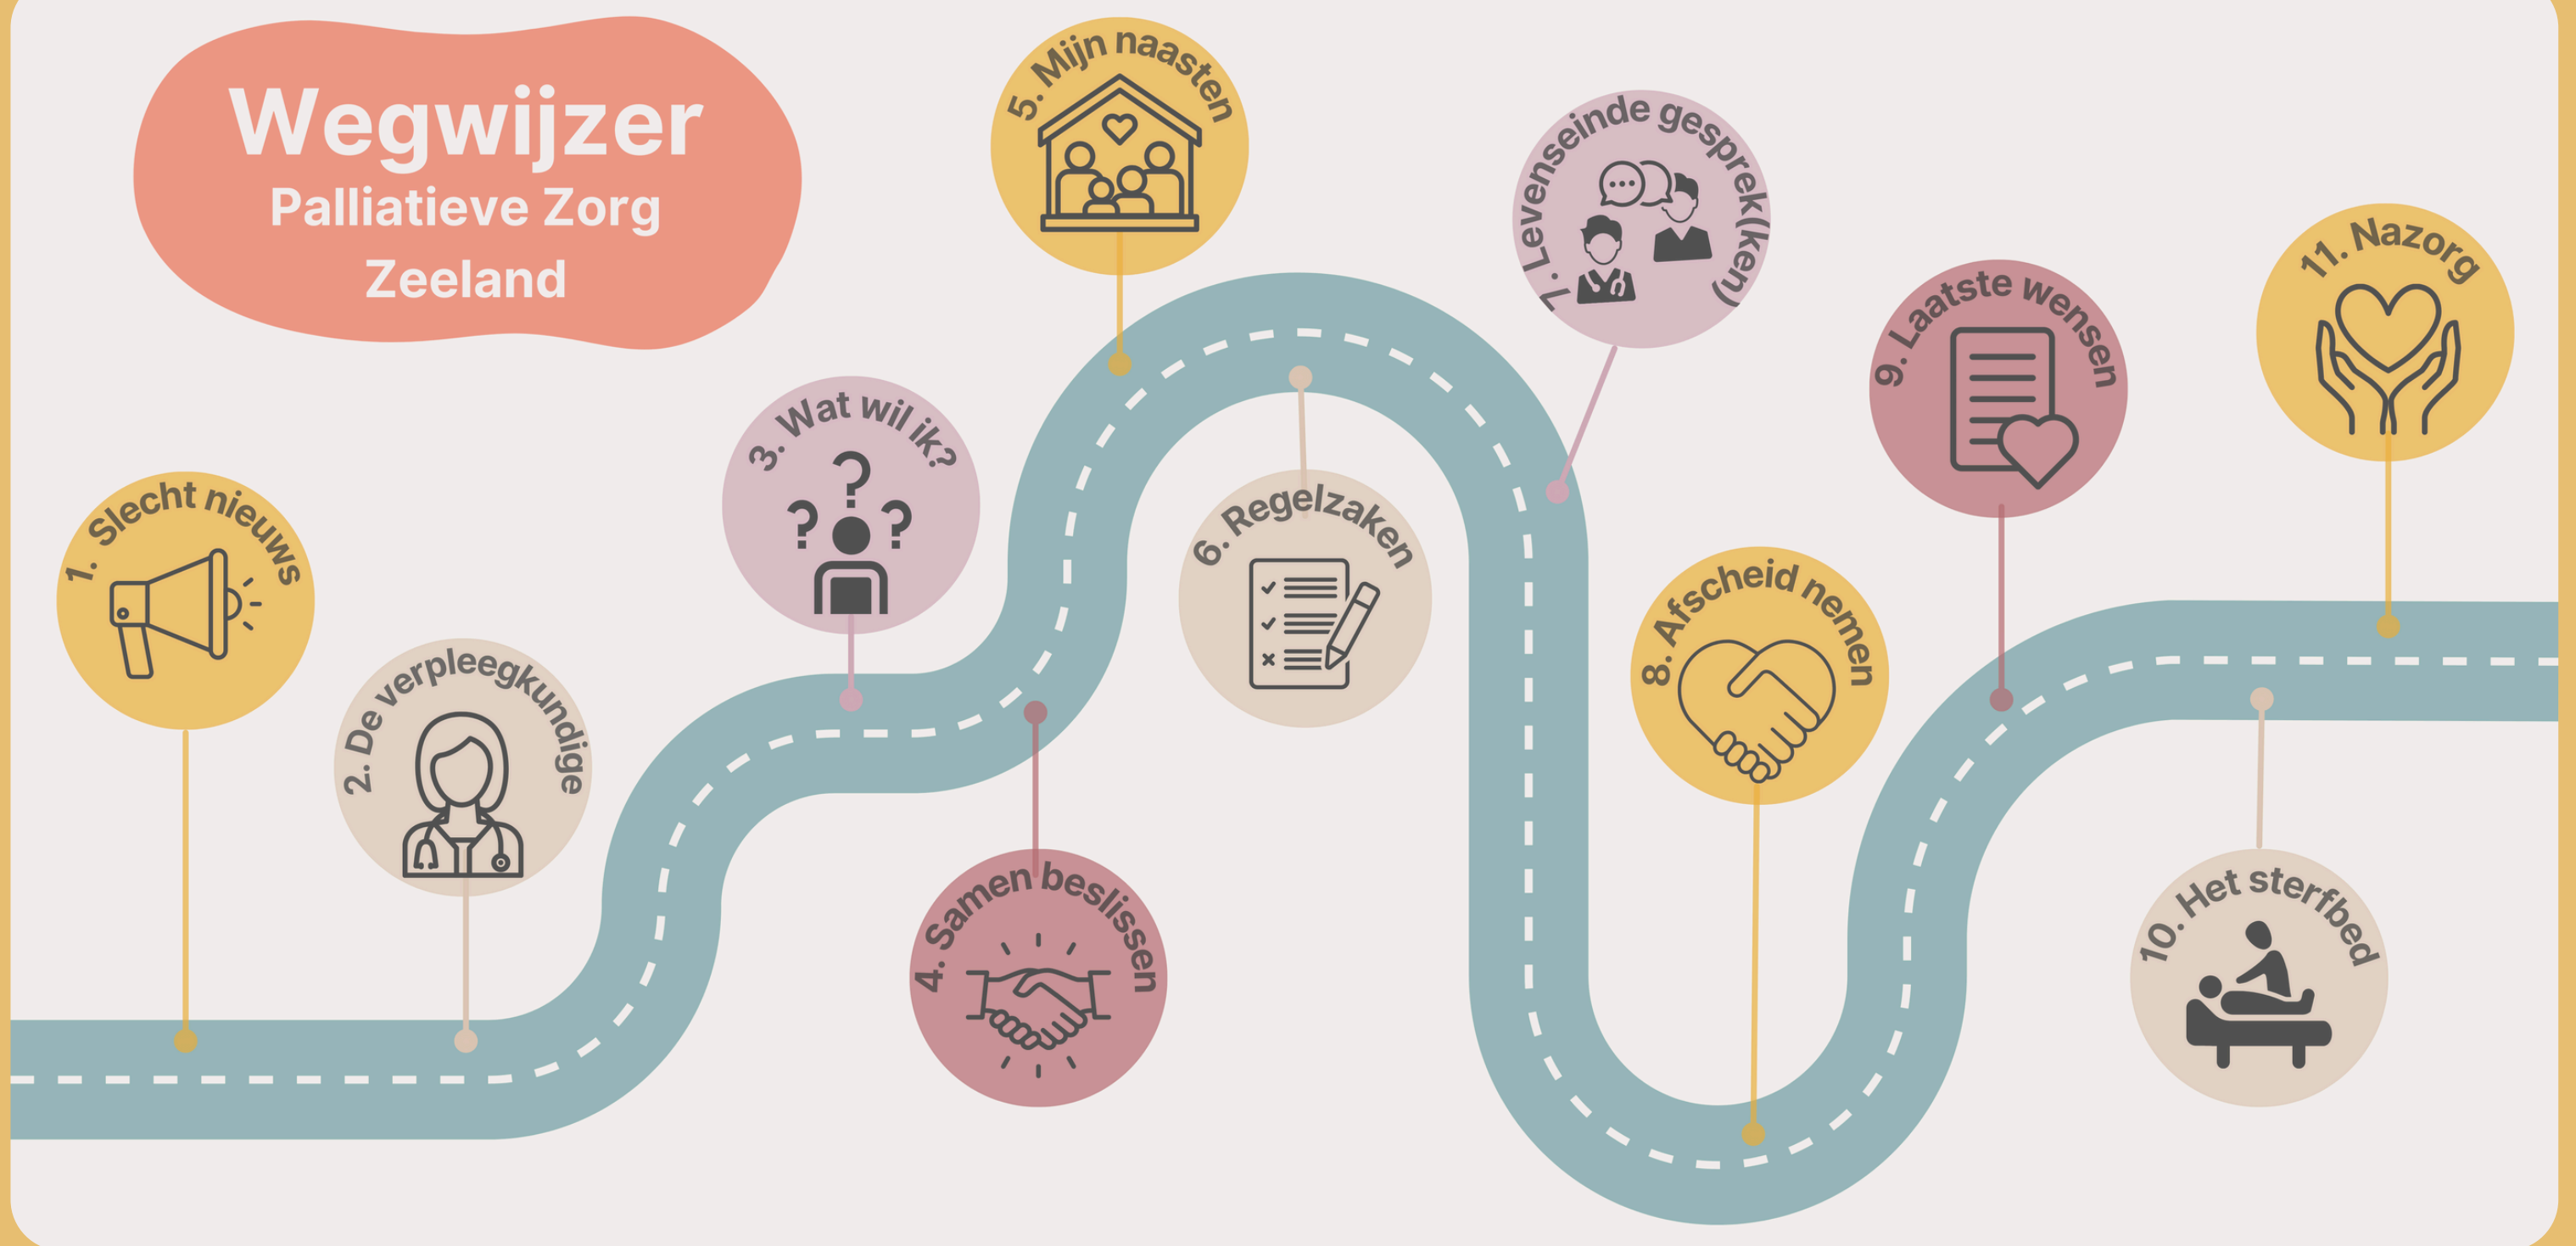 Wegwijzer
Palliatieve Zorg
Zeeland
1. Slecht nieuws
2. De verpleegkundige
3. Wat wil ik?
4. Samen beslissen
5. Mijn naasten
6. Regelzaken
7. Levenseinde gesprek(ken)
8. Afscheid nemen
9. Laatste wensen
10. Het sterfbed
11. Nazorg